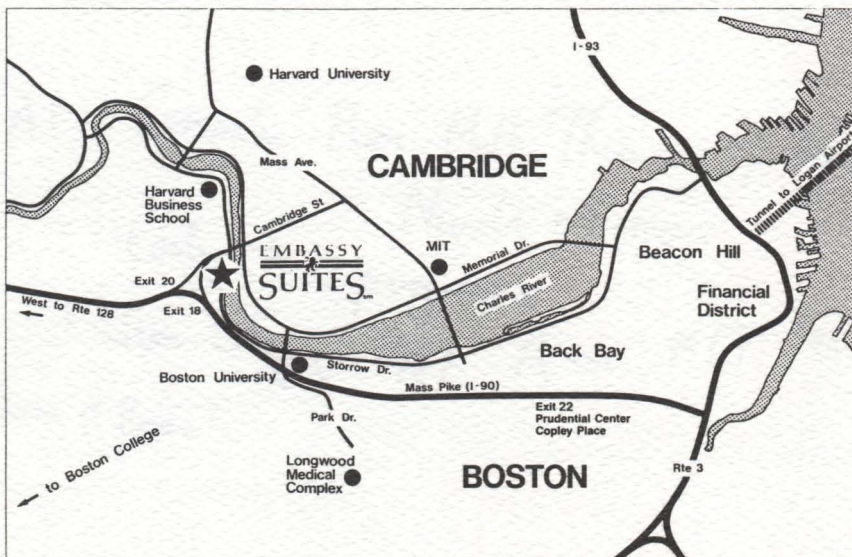 I-93
Harvard University
Mass Ave.
CAMBRIDGE
Tunnel to Logan Airport
Harvard
Business
School
Cambridge St
EMBASSY
SUITES
SM
MIT
Memorial Dr.
Beacon Hill
Exit 20
Charles River
Financial
District
West to Rte 128
Exit 18
Back Bay
Storrow Dr.
Boston University
Mass Pike (I-90)
Exit 22
Prudential Center
Copley Place
Park Dr.
to Boston College
Longwood
Medical
Complex
BOSTON
Rte 3